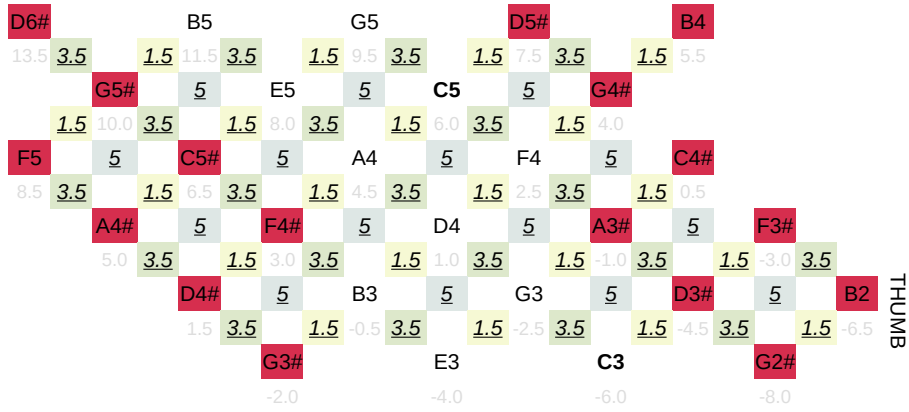 D6# B5 G5 D5# B4
13.5 3.5 1.5 11.5 3.5 1.5 9.5 3.5 1.5 7.5 3.5 1.5 5.5
G5# 5 E5 5 C5 5 G4#
1.5 10.0 3.5 1.5 8.0 3.5 1.5 6.0 3.5 1.5 4.0
F5 5 C5# 5 A4 5 F4 5 C4#
8.5 3.5 1.5 6.5 3.5 1.5 4.5 3.5 1.5 2.5 3.5 1.5 0.5
A4# 5 F4# 5 D4 5 A3# 5 F3#
5.0 3.5 1.5 3.0 3.5 1.5 1.0 3.5 1.5 -1.0 3.5 1.5 -3.0 3.5
D4# 5 B3 5 G3 5 D3# 5 B2
1.5 3.5 1.5 -0.5 3.5 1.5 -2.5 3.5 1.5 -4.5 3.5 1.5 -6.5
G3# E3 C3 G2#
-2.0 -4.0 -6.0 -8.0
THUMB